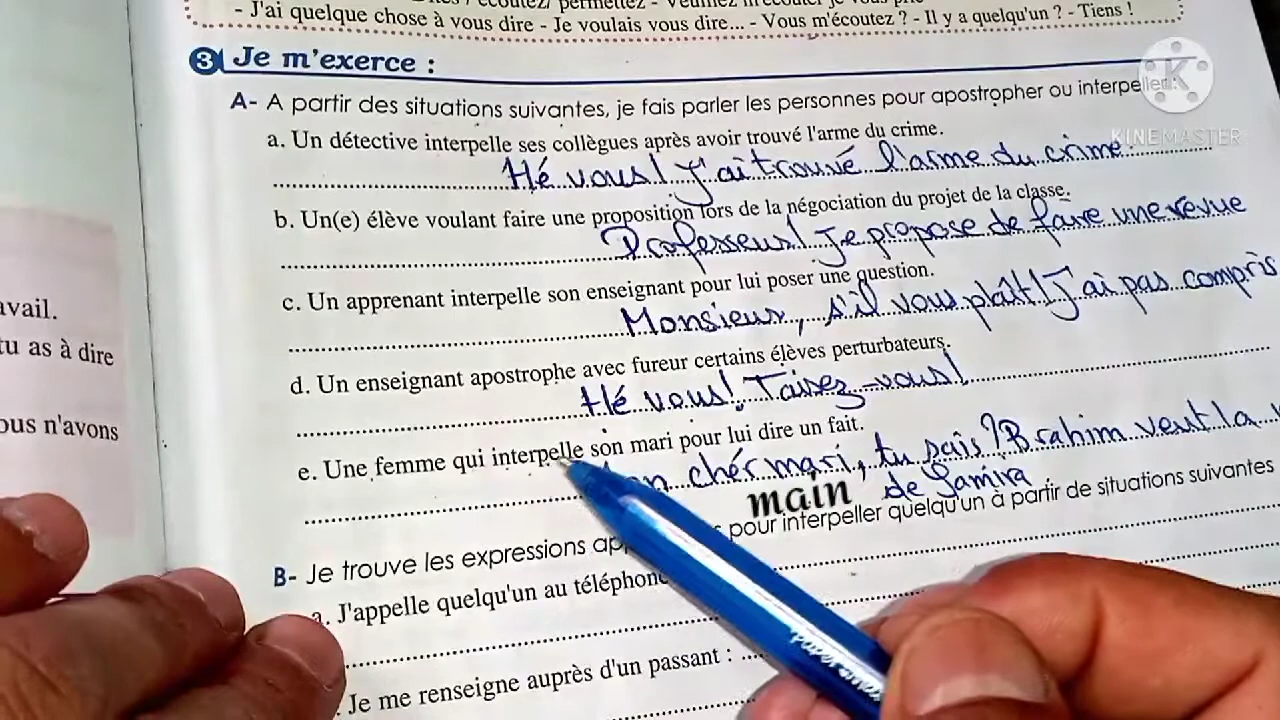 écoutez/ permettez -
- J'ai quelque chose à vous dire - Je voulais vous dire... - Vous m'écoutez ? - Il y a quelqu'un ? - Tiens !
3 Je m'exerce :
A- A partir des situations suivantes, je fais parler les personnes pour apostropher ou interpeller
K
KINEMASTER
a. Un détective interpelle ses collègues après avoir trouvé l'arme du crime.
Hé vous! J'ai trouvé l'arme du crime.
b. Un(e) élève voulant faire une proposition lors de la négociation du projet de la classe.
Professeur! Je propose de faire une revue
c. Un apprenant interpelle son enseignant pour lui poser une question.
Monsieur, s'il vous plaît! J'ai pas compris
avail.
tu as à dire
ous n'avons
d. Un enseignant apostrophe avec fureur certains élèves perturbateurs.
Hé vous! Taisez-vous!
e. Une femme qui interpelle son mari pour lui dire un fait.
chér mari, tu sais? Brahim veut la
main de Samira
B- Je trouve les expressions ap pour interpeller quelqu'un à partir de situations suivantes
a. J'appelle quelqu'un au téléphone
. Je me renseigne auprès d'un passant :